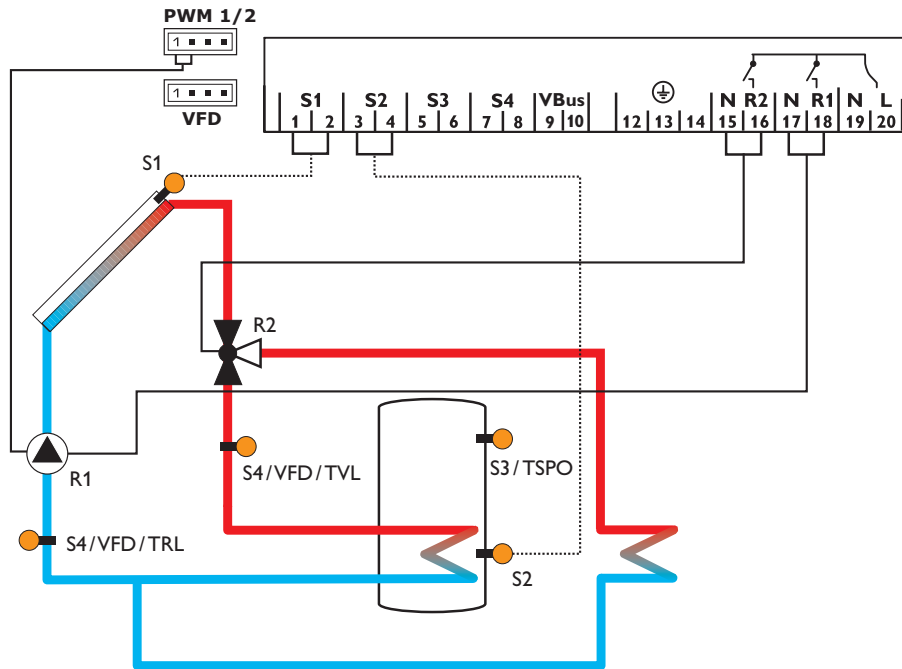 PWM 1/2
1
1
VFD
S1 S2 S3 S4 VBus N R2 N R1 N L
1 2 3 4 5 6 7 8 9 10 12 13 14 15 16 17 18 19 20
S1
R2
S4/VFD/TVL
S3/TSPO
R1
S4/VFD/TRL
S2